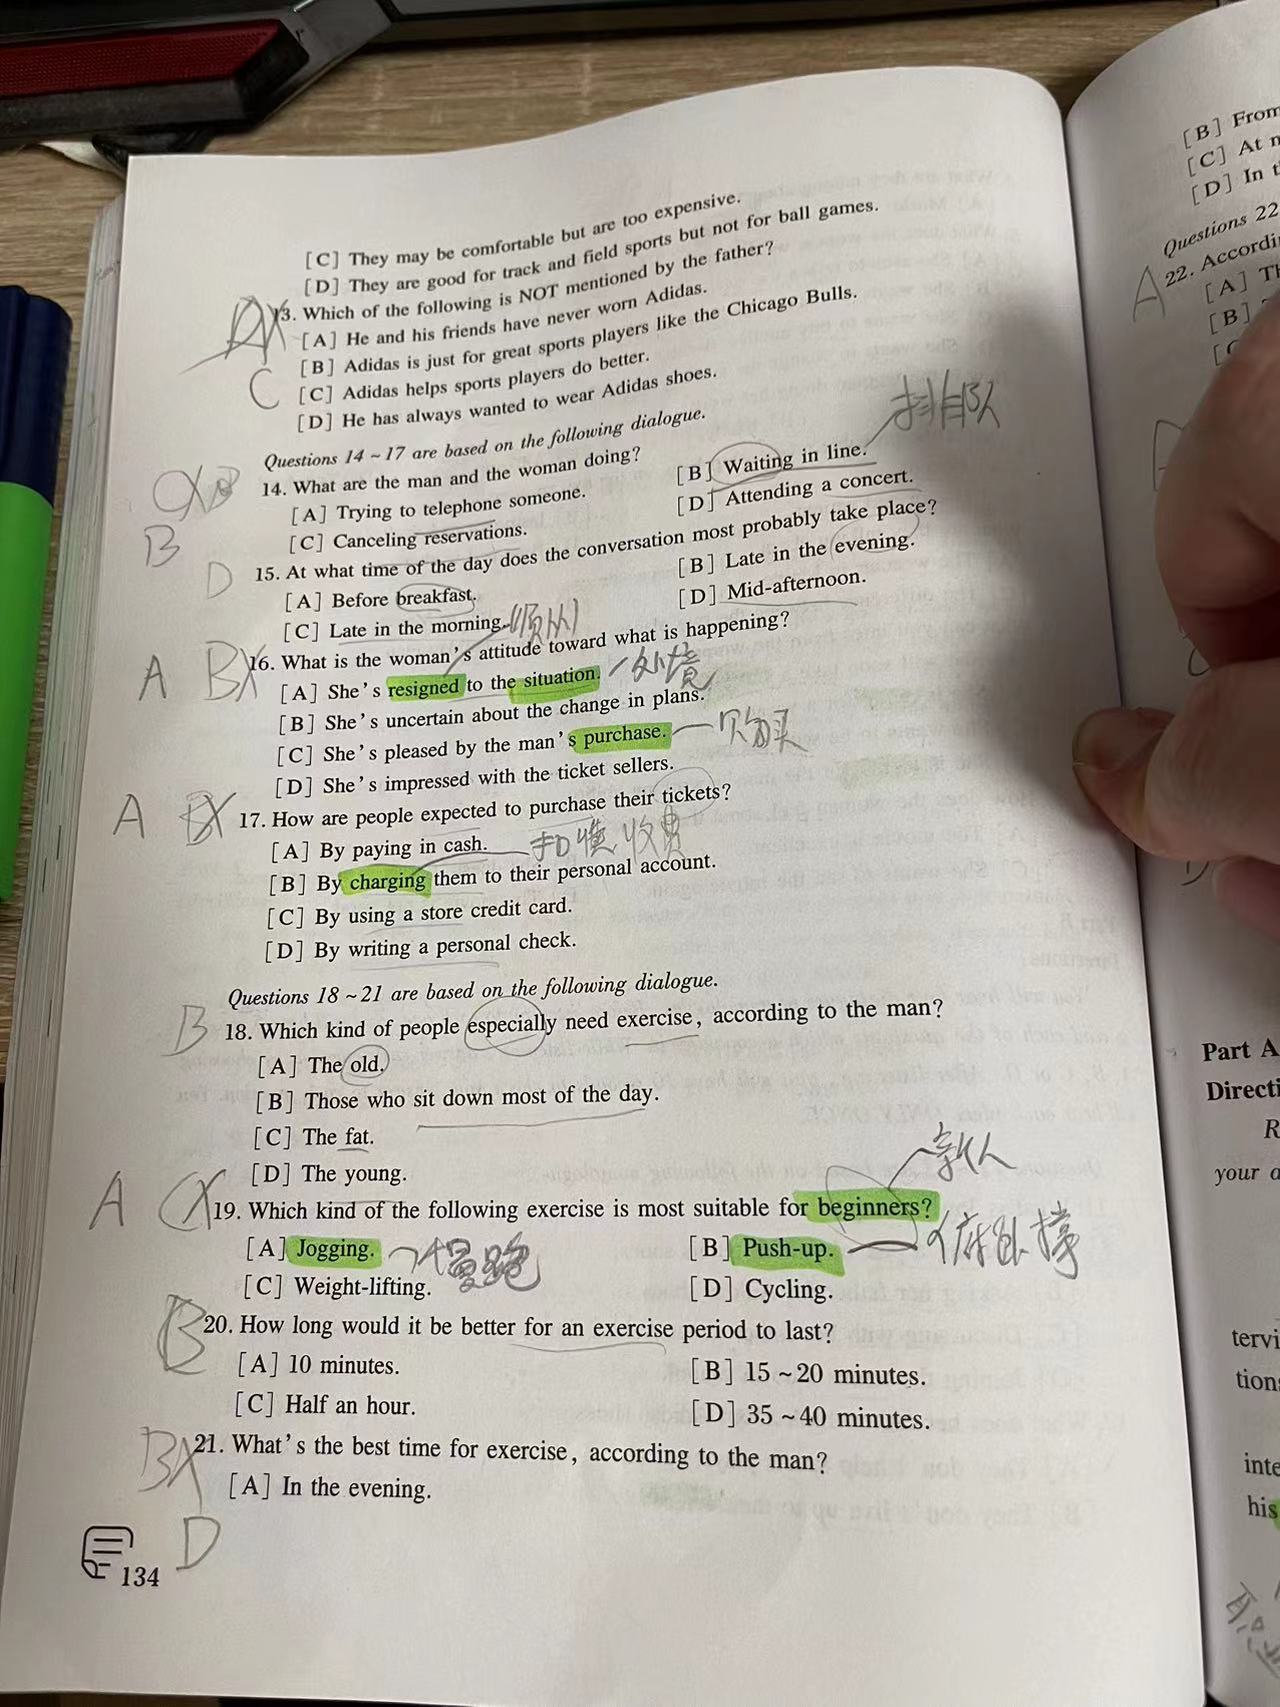 [C] They may be comfortable but are too expensive.
[D] They are good for track and field sports but not for ball games.
13. Which of the following is NOT mentioned by the father?
[A] He and his friends have never worn Adidas.
[B] Adidas is just for great sports players like the Chicago Bulls.
C [C] Adidas helps sports players do better.
[D] He has always wanted to wear Adidas shoes.
Questions 14~17 are based on the following dialogue.
排队
14. What are the man and the woman doing?
[A] Trying to telephone someone. [B] Waiting in line.
B [C] Canceling reservations. [D] Attending a concert.
D 15. At what time of the day does the conversation most probably take place?
[A] Before breakfast. [B] Late in the evening.
[C] Late in the morning. [D] Mid-afternoon.
顺从
A B 16. What is the woman's attitude toward what is happening?
[A] She's resigned to the situation. 处境
[B] She's uncertain about the change in plans.
[C] She's pleased by the man's purchase. 购买
[D] She's impressed with the ticket sellers.
A B 17. How are people expected to purchase their tickets?
[A] By paying in cash. 收费
[B] By charging them to their personal account.
[C] By using a store credit card.
[D] By writing a personal check.
Questions 18~21 are based on the following dialogue.
B 18. Which kind of people especially need exercise, according to the man?
[A] The old.
[B] Those who sit down most of the day.
[C] The fat.
[D] The young.
新人
A C 19. Which kind of the following exercise is most suitable for beginners?
[A] Jogging. 慢跑 [B] Push-up. 俯卧撑
[C] Weight-lifting. [D] Cycling.
B 20. How long would it be better for an exercise period to last?
[A] 10 minutes. [B] 15~20 minutes.
[C] Half an hour. [D] 35~40 minutes.
B 21. What's the best time for exercise, according to the man?
[A] In the evening.
D
134
[B] From
[C] At
[D] In
Questions 22
A 22. Accordi
[A] Th
[B]
Part A
Directi
R
your
tervi
tion
inte
his